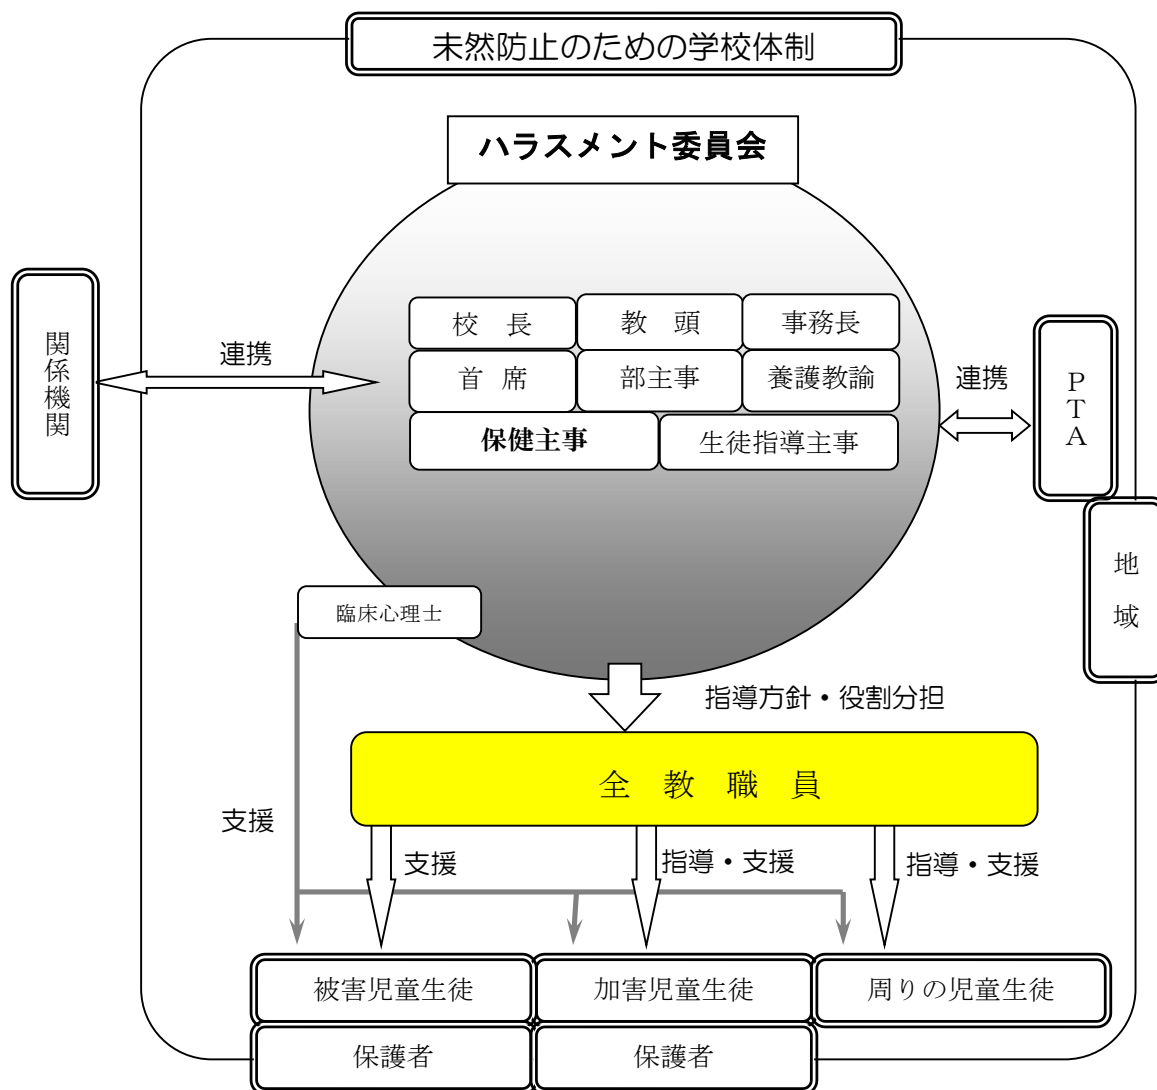 未然防止のための学校体制
ハラスメント委員会
校　長
教　頭
事務長
首　席
部主事
養護教諭
保健主事
生徒指導主事
関係機関
連携
連携
PTA
地域
臨床心理士
指導方針・役割分担
全　教　職　員
支援
支援
指導・支援
指導・支援
被害児童生徒
加害児童生徒
周りの児童生徒
保護者
保護者